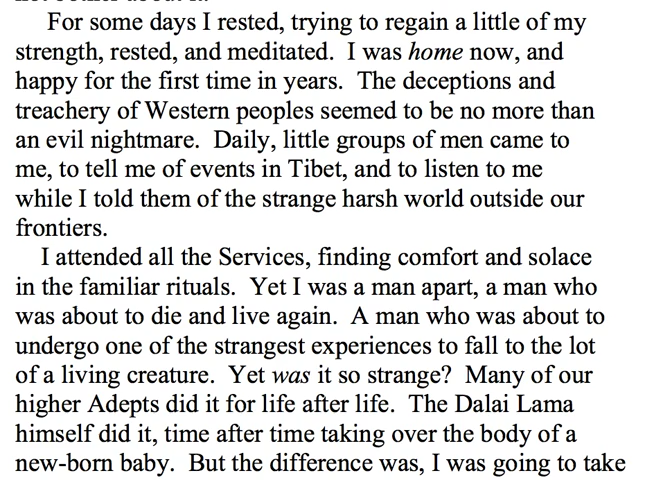 For some days I rested, trying to regain a little of my
strength, rested, and meditated. I was home now, and
happy for the first time in years. The deceptions and
treachery of Western peoples seemed to be no more than
an evil nightmare. Daily, little groups of men came to
me, to tell me of events in Tibet, and to listen to me
while I told them of the strange harsh world outside our
frontiers.
I attended all the Services, finding comfort and solace
in the familiar rituals. Yet I was a man apart, a man who
was about to die and live again. A man who was about to
undergo one of the strangest experiences to fall to the lot
of a living creature. Yet was it so strange? Many of our
higher Adepts did it for life after life. The Dalai Lama
himself did it, time after time taking over the body of a
new-born baby. But the difference was, I was going to take